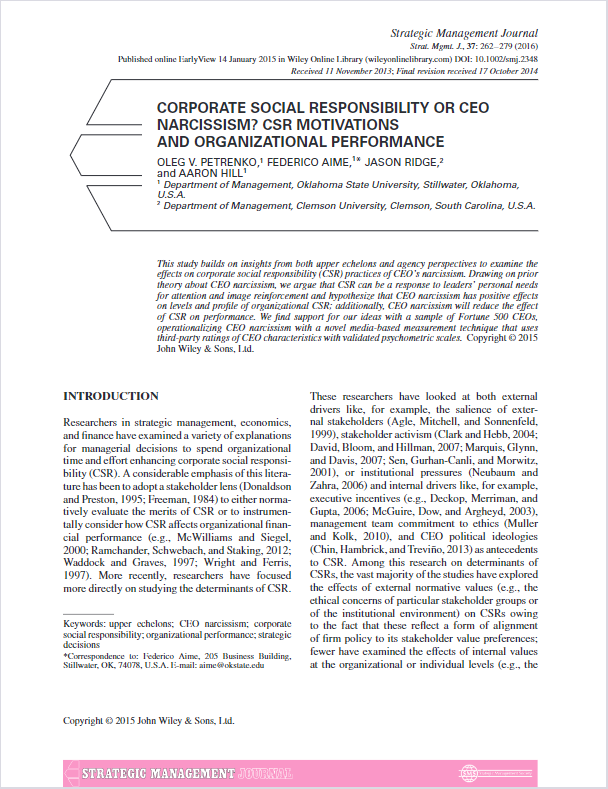 Strategic Management Journal
Strat. Mgmt. J., 37: 262–279 (2016)
Published online EarlyView 14 January 2015 in Wiley Online Library (wileyonlinelibrary.com) DOI: 10.1002/smj.2348
Received 11 November 2013; Final revision received 17 October 2014
CORPORATE SOCIAL RESPONSIBILITY OR CEO
NARCISSISM? CSR MOTIVATIONS
AND ORGANIZATIONAL PERFORMANCE
OLEG V. PETRENKO,¹ FEDERICO AIME,¹* JASON RIDGE,²
and AARON HILL¹
¹ Department of Management, Oklahoma State University, Stillwater, Oklahoma,
U.S.A.
² Department of Management, Clemson University, Clemson, South Carolina, U.S.A.
This study builds on insights from both upper echelons and agency perspectives to examine the
effects on corporate social responsibility (CSR) practices of CEO's narcissism. Drawing on prior
theory about CEO narcissism, we argue that CSR can be a response to leaders' personal needs
for attention and image reinforcement and hypothesize that CEO narcissism has positive effects
on levels and profile of organizational CSR; additionally, CEO narcissism will reduce the effect
of CSR on performance. We find support for our ideas with a sample of Fortune 500 CEOs,
operationalizing CEO narcissism with a novel media-based measurement technique that uses
third-party ratings of CEO characteristics with validated psychometric scales. Copyright © 2015
John Wiley & Sons, Ltd.
INTRODUCTION
Researchers in strategic management, economics,
and finance have examined a variety of explanations
for managerial decisions to spend organizational
time and effort enhancing corporate social responsi-
bility (CSR). A considerable emphasis of this litera-
ture has been to adopt a stakeholder lens (Donaldson
and Preston, 1995; Freeman, 1984) to either norma-
tively evaluate the merits of CSR or to instrumen-
tally consider how CSR affects organizational finan-
cial performance (e.g., McWilliams and Siegel,
2000; Ramchander, Schwebach, and Staking, 2012;
Waddock and Graves, 1997; Wright and Ferris,
1997). More recently, researchers have focused
more directly on studying the determinants of CSR.
Keywords: upper echelons; CEO narcissism; corporate
social responsibility; organizational performance; strategic
decisions
*Correspondence to: Federico Aime, 205 Business Building,
Stillwater, OK, 74078, U.S.A. E-mail: aime@okstate.edu
These researchers have looked at both external
drivers like, for example, the salience of exter-
nal stakeholders (Agle, Mitchell, and Sonnenfeld,
1999), stakeholder activism (Clark and Hebb, 2004;
David, Bloom, and Hillman, 2007; Marquis, Glynn,
and Davis, 2007; Sen, Gurhan-Canli, and Morwitz,
2001), or institutional pressures (Neubaum and
Zahra, 2006) and internal drivers like, for example,
executive incentives (e.g., Deckop, Merriman, and
Gupta, 2006; McGuire, Dow, and Argheyd, 2003),
management team commitment to ethics (Muller
and Kolk, 2010), and CEO political ideologies
(Chin, Hambrick, and Treviño, 2013) as antecedents
to CSR. Among this research on determinants of
CSRs, the vast majority of the studies have explored
the effects of external normative values (e.g., the
ethical concerns of particular stakeholder groups or
of the institutional environment) on CSRs owing
to the fact that these reflect a form of alignment
of firm policy to its stakeholder value preferences;
fewer have examined the effects of internal values
at the organizational or individual levels (e.g., the
Copyright © 2015 John Wiley & Sons, Ltd.
STRATEGIC MANAGEMENT JOURNAL
SMS Strategic Management Society